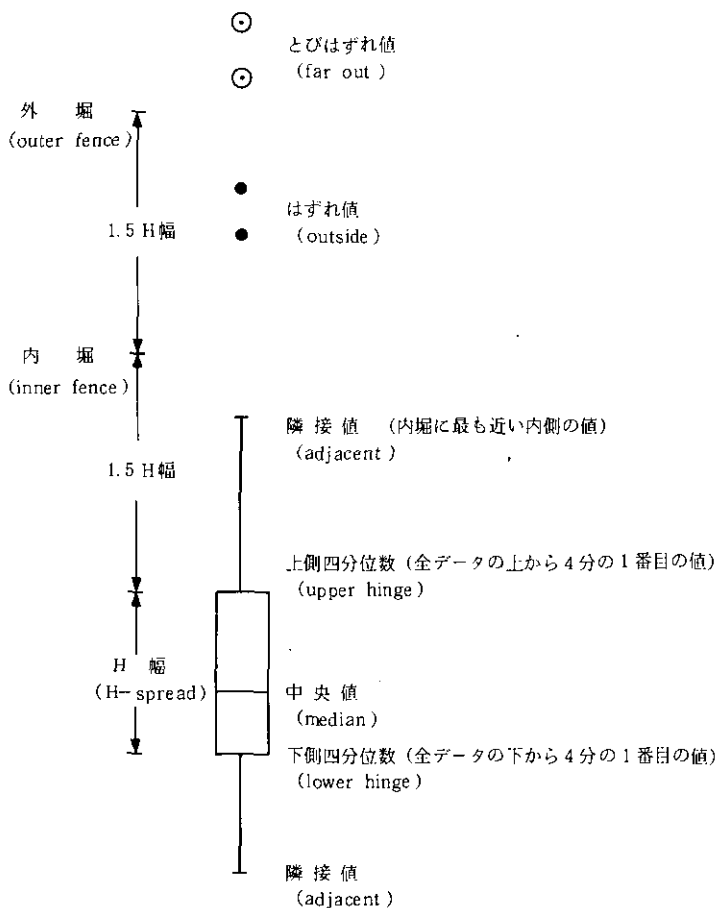 とびはずれ値
(far out)
外 堀
(outer fence)
はずれ値
(outside)
1.5 H幅
内 堀
(inner fence)
隣 接 値 (内堀に最も近い内側の値)
(adjacent)
1.5 H幅
上側四分位数 (全データの上から4分の1番目の値)
(upper hinge)
H 幅
(H-spread)
中 央 値
(median)
下側四分位数 (全データの下から4分の1番目の値)
(lower hinge)
隣 接 値
(adjacent)